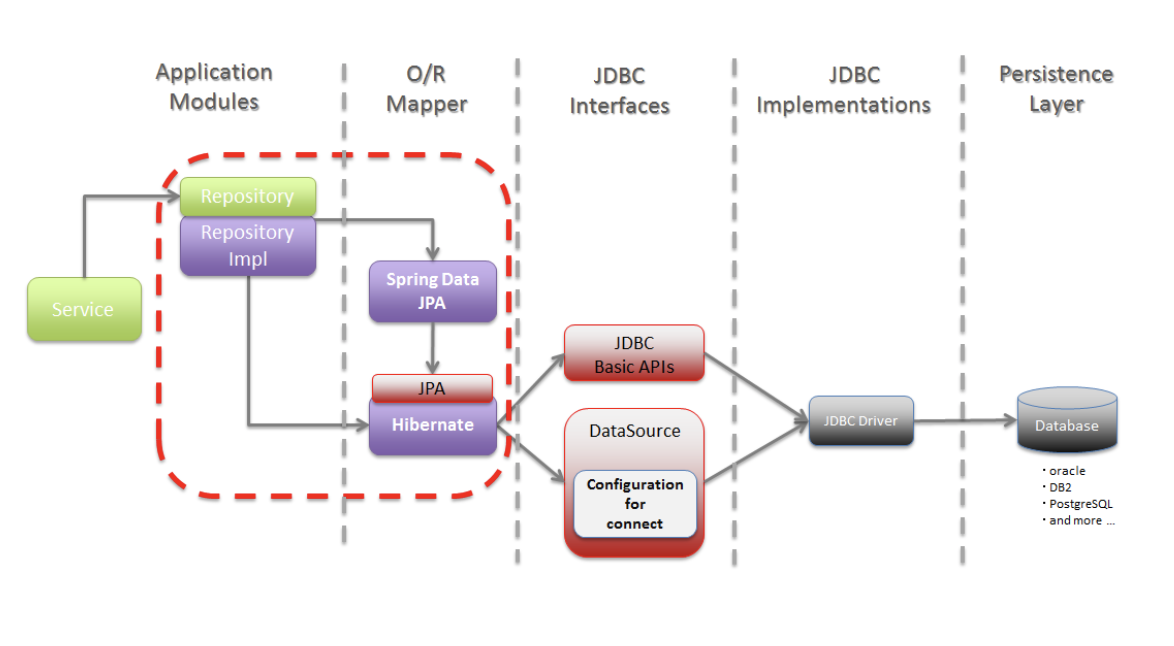 Application
Modules
O/R
Mapper
JDBC
Interfaces
JDBC
Implementations
Persistence
Layer
Repository
Repository
Impl
Service
Spring Data
JPA
JPA
Hibernate
JDBC
Basic APIs
DataSource
Configuration
for
connect
JDBC Driver
Database
・oracle
・DB2
・PostgreSQL
・and more ...